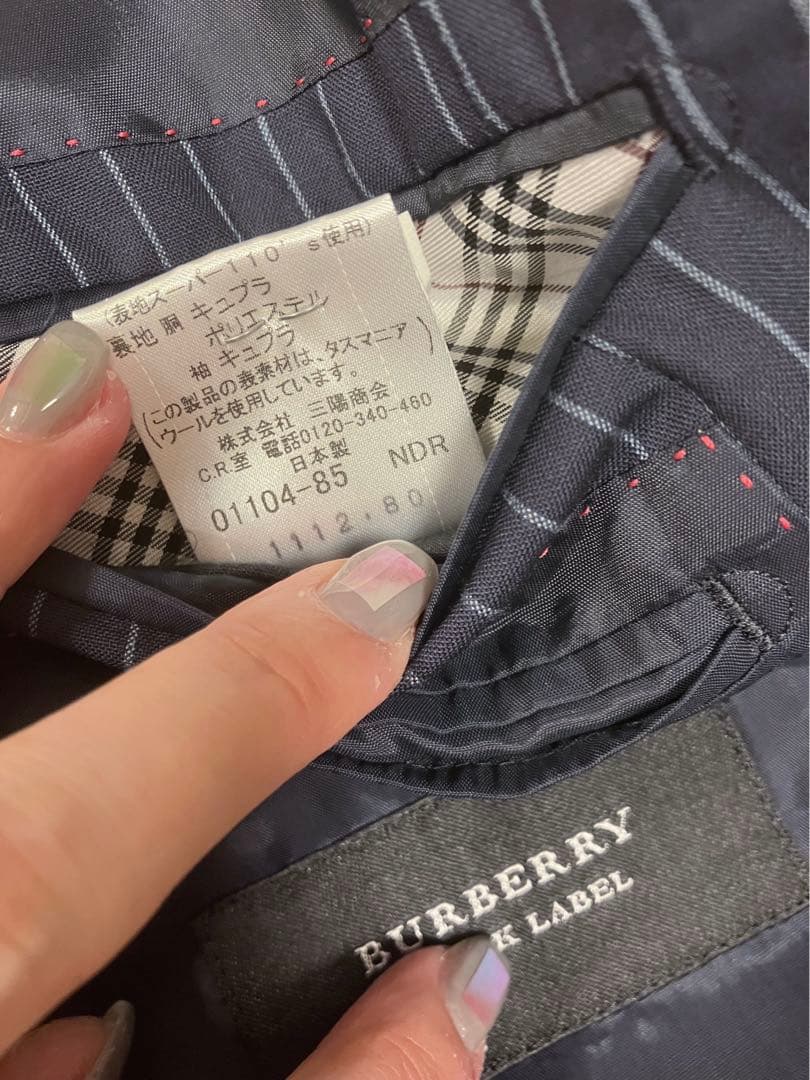 (表地スーパー110's使用)
裏地 胴 キュプラ
ポリエステル
袖 キュプラ
(この製品の表素材は、タスマニア
ウールを使用しています。)
株式会社 三陽商会
C.R.室 電話0120-340-460
日本製
01104-85 NDR
1112.80
BURBERRY
K LABEL